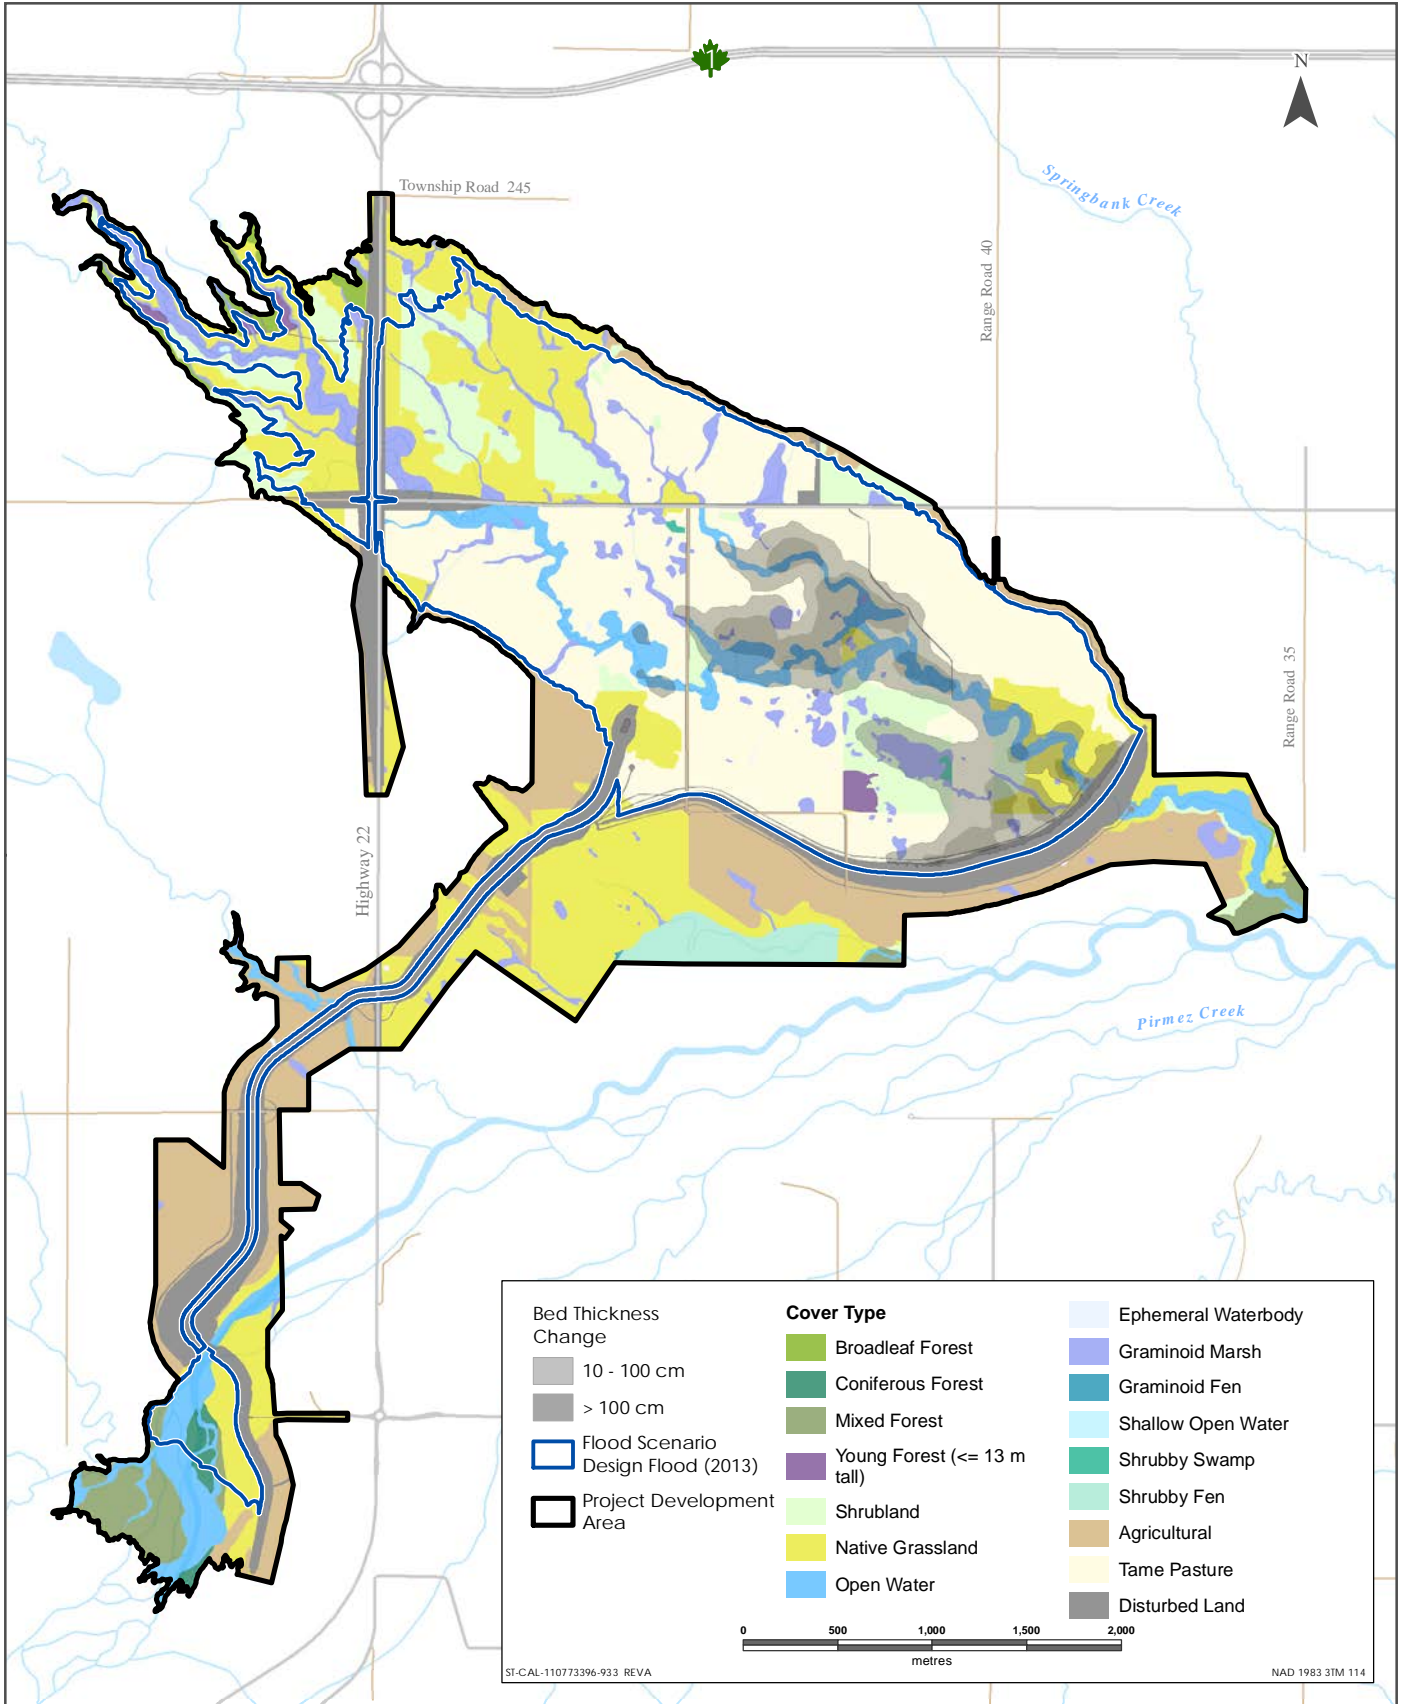 1
N
Springbank Creek
Township Road 245
Range Road 40
Range Road 35
Highway 22
Pirmez Creek
Bed Thickness
Change
10 - 100 cm
> 100 cm
Flood Scenario
Design Flood (2013)
Project Development
Area
Cover Type
Broadleaf Forest
Coniferous Forest
Mixed Forest
Young Forest (<= 13 m
tall)
Shrubland
Native Grassland
Open Water
Ephemeral Waterbody
Graminoid Marsh
Graminoid Fen
Shallow Open Water
Shrubby Swamp
Shrubby Fen
Agricultural
Tame Pasture
Disturbed Land
0 500 1,000 1,500 2,000
metres
ST-CAL-110773396-933 REVA
NAD 1983 3TM 114